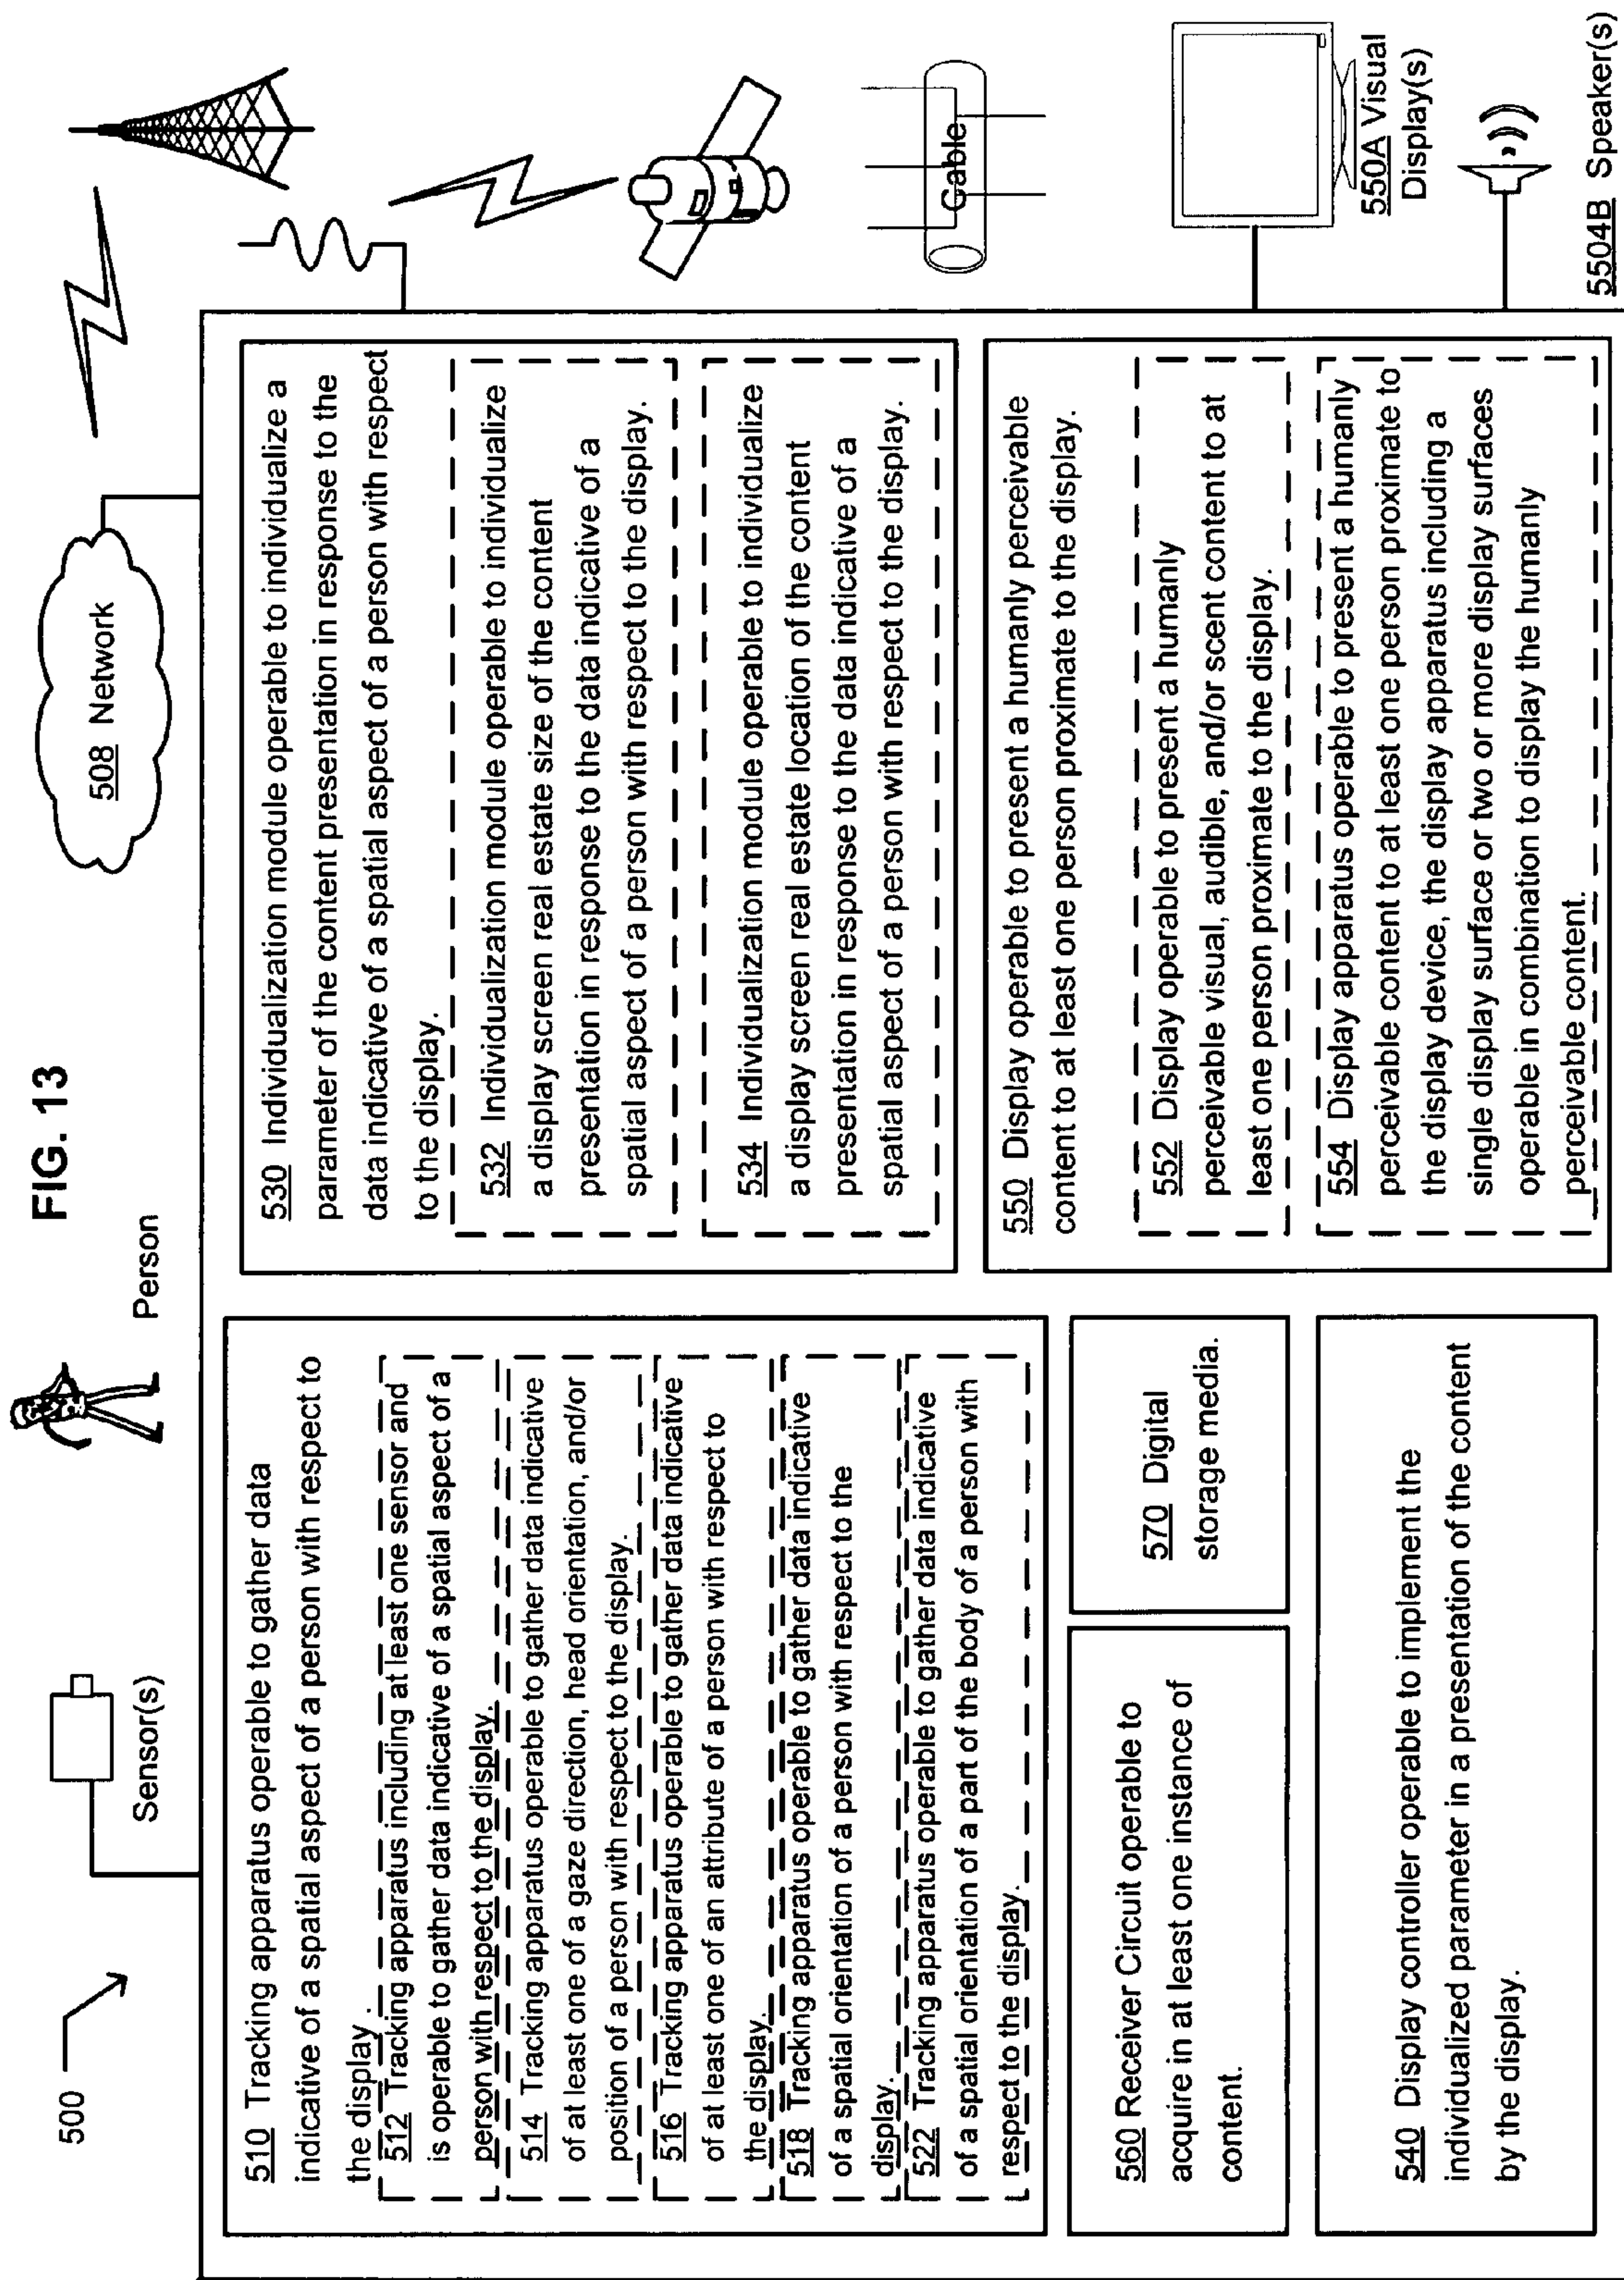 FIG. 13
500
Sensor(s)
Person
508 Network
510 Tracking apparatus operable to gather data
indicative of a spatial aspect of a person with respect to
the display.
512 Tracking apparatus including at least one sensor and
is operable to gather data indicative of a spatial aspect of a
person with respect to the display.
514 Tracking apparatus operable to gather data indicative
of at least one of a gaze direction, head orientation, and/or
position of a person with respect to the display.
516 Tracking apparatus operable to gather data indicative
of at least one of an attribute of a person with respect to
the display.
518 Tracking apparatus operable to gather data indicative
of a spatial orientation of a person with respect to the
display.
522 Tracking apparatus operable to gather data indicative
of a spatial orientation of a part of the body of a person with
respect to the display.
560 Receiver Circuit operable to
acquire in at least one instance of
content.
570 Digital
storage media.
540 Display controller operable to implement the
individualized parameter in a presentation of the content
by the display.
530 Individualization module operable to individualize a
parameter of the content presentation in response to the
data indicative of a spatial aspect of a person with respect
to the display.
532 Individualization module operable to individualize
a display screen real estate size of the content
presentation in response to the data indicative of a
spatial aspect of a person with respect to the display.
534 Individualization module operable to individualize
a display screen real estate location of the content
presentation in response to the data indicative of a
spatial aspect of a person with respect to the display.
550 Display operable to present a humanly perceivable
content to at least one person proximate to the display.
552 Display operable to present a humanly
perceivable visual, audible, and/or scent content to at
least one person proximate to the display.
554 Display apparatus operable to present a humanly
perceivable content to at least one person proximate to
the display device, the display apparatus including a
single display surface or two or more display surfaces
operable in combination to display the humanly
perceivable content.
Cable
550A Visual
Display(s)
5504B Speaker(s)